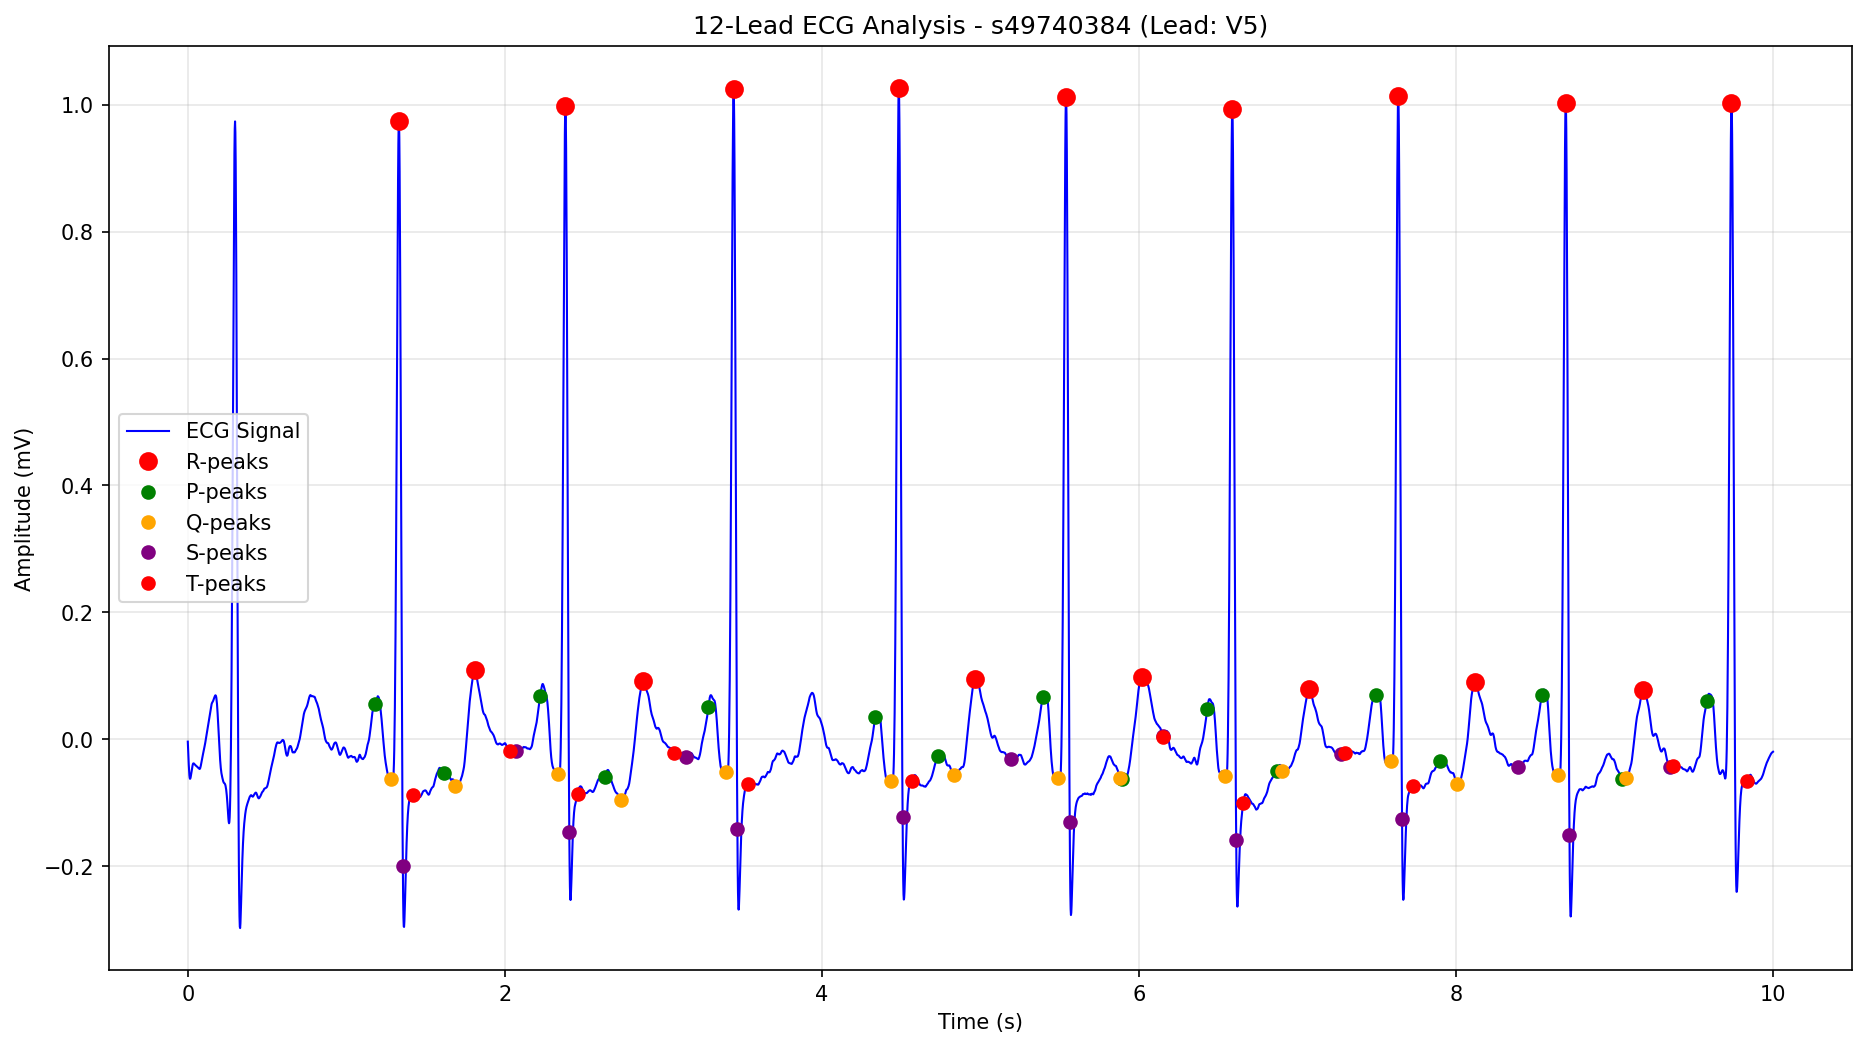 12-Lead ECG Analysis - s49740384 (Lead: V5)
Amplitude (mV)
1.0
0.8
0.6
0.4
0.2
0.0
−0.2
ECG Signal
R-peaks
P-peaks
Q-peaks
S-peaks
T-peaks
0 2 4 6 8 10
Time (s)